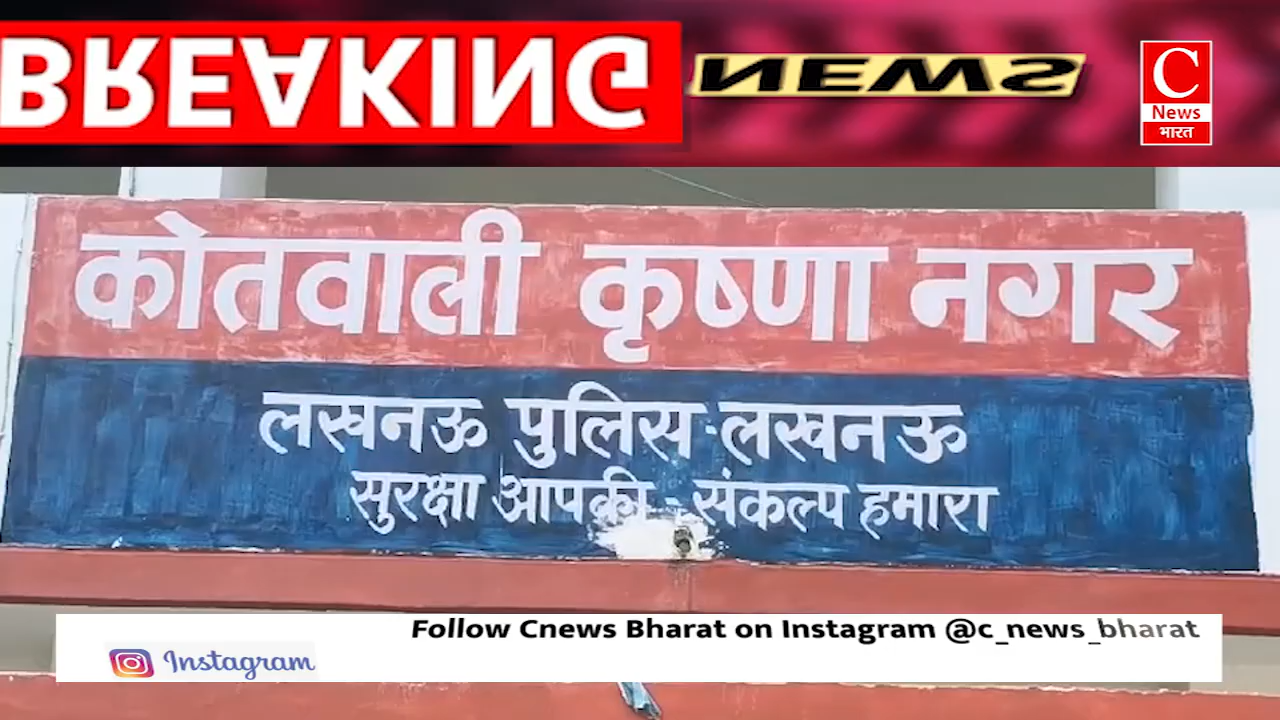 BREAKING NEWS
C
News
भारत
कोतवाली कृष्णा नगर
लखनऊ पुलिस लखनऊ
सुरक्षा आपकी - संकल्प हमारा
Follow Cnews Bharat on Instagram @c_news_bharat
Instagram